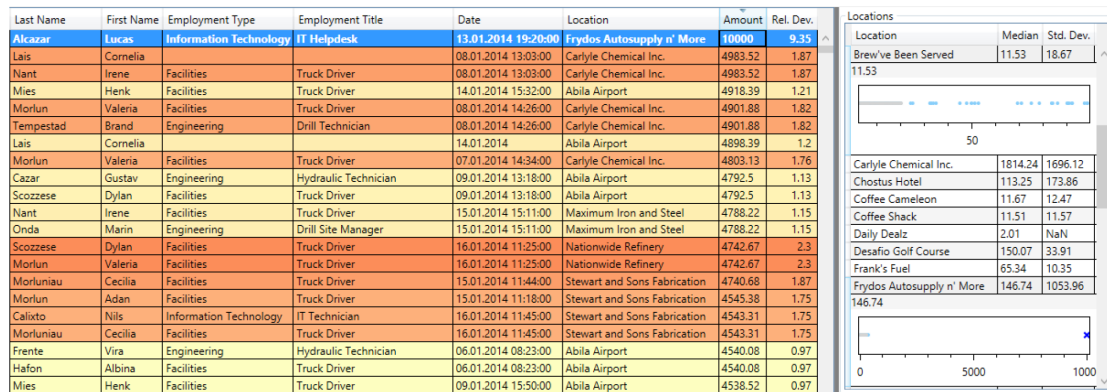 Last Name First Name Employment Type Employment Title Date Location Amount Rel. Dev.
Alcazar Lucas Information Technology IT Helpdesk 13.01.2014 19:20:00 Frydos Autosupply n' More 10000 9.35
Lais Cornelia 08.01.2014 13:03:00 Carlyle Chemical Inc. 4983.52 1.87
Nant Irene Facilities Truck Driver 08.01.2014 13:03:00 Carlyle Chemical Inc. 4983.52 1.87
Mies Henk Facilities Truck Driver 14.01.2014 15:32:00 Abila Airport 4918.39 1.21
Morlun Valeria Facilities Truck Driver 08.01.2014 14:26:00 Carlyle Chemical Inc. 4901.88 1.82
Tempestad Brand Engineering Drill Technician 08.01.2014 14:26:00 Carlyle Chemical Inc. 4901.88 1.82
Lais Cornelia 14.01.2014 Abila Airport 4898.39 1.2
Morlun Valeria Facilities Truck Driver 07.01.2014 14:34:00 Carlyle Chemical Inc. 4803.13 1.76
Cazar Gustav Engineering Hydraulic Technician 09.01.2014 13:18:00 Abila Airport 4792.5 1.13
Scozzese Dylan Facilities Truck Driver 09.01.2014 13:18:00 Abila Airport 4792.5 1.13
Nant Irene Facilities Truck Driver 15.01.2014 15:11:00 Maximum Iron and Steel 4788.22 1.15
Onda Marin Engineering Drill Site Manager 15.01.2014 15:11:00 Maximum Iron and Steel 4788.22 1.15
Scozzese Dylan Facilities Truck Driver 16.01.2014 11:25:00 Nationwide Refinery 4742.67 2.3
Morlun Valeria Facilities Truck Driver 16.01.2014 11:25:00 Nationwide Refinery 4742.67 2.3
Morluniau Cecilia Facilities Truck Driver 15.01.2014 11:44:00 Stewart and Sons Fabrication 4740.68 1.87
Morlun Adan Facilities Truck Driver 15.01.2014 11:18:00 Stewart and Sons Fabrication 4545.38 1.75
Calixto Nils Information Technology IT Technician 16.01.2014 11:45:00 Stewart and Sons Fabrication 4543.31 1.75
Morluniau Cecilia Facilities Truck Driver 16.01.2014 11:45:00 Stewart and Sons Fabrication 4543.31 1.75
Frente Vira Engineering Hydraulic Technician 06.01.2014 08:23:00 Abila Airport 4540.08 0.97
Hafon Albina Facilities Truck Driver 06.01.2014 08:23:00 Abila Airport 4540.08 0.97
Mies Henk Facilities Truck Driver 09.01.2014 15:50:00 Abila Airport 4538.52 0.97
Locations
Location Median Std. Dev.
Brew've Been Served 11.53 18.67
11.53
50
Carlyle Chemical Inc. 1814.24 1696.12
Chostus Hotel 113.25 173.86
Coffee Cameleon 11.67 12.47
Coffee Shack 11.51 11.57
Daily Dealz 2.01 NaN
Desafio Golf Course 150.07 33.91
Frank's Fuel 65.34 10.35
Frydos Autosupply n' More 146.74 1053.96
146.74
0 5000 1000